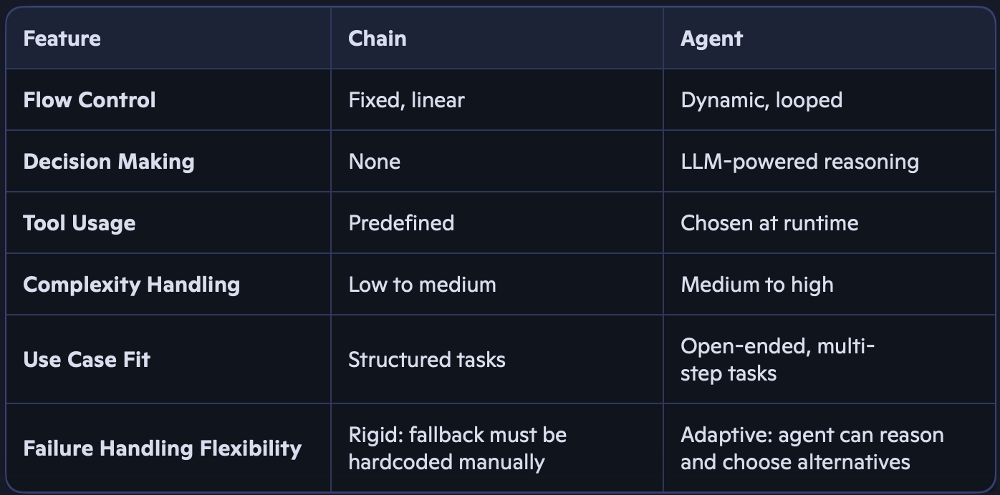 Feature
Chain
Agent
Flow Control
Fixed, linear
Dynamic, looped
Decision Making
None
LLM-powered reasoning
Tool Usage
Predefined
Chosen at runtime
Complexity Handling
Low to medium
Medium to high
Use Case Fit
Structured tasks
Open-ended, multi-
step tasks
Failure Handling Flexibility
Rigid: fallback must be
hardcoded manually
Adaptive: agent can reason
and choose alternatives